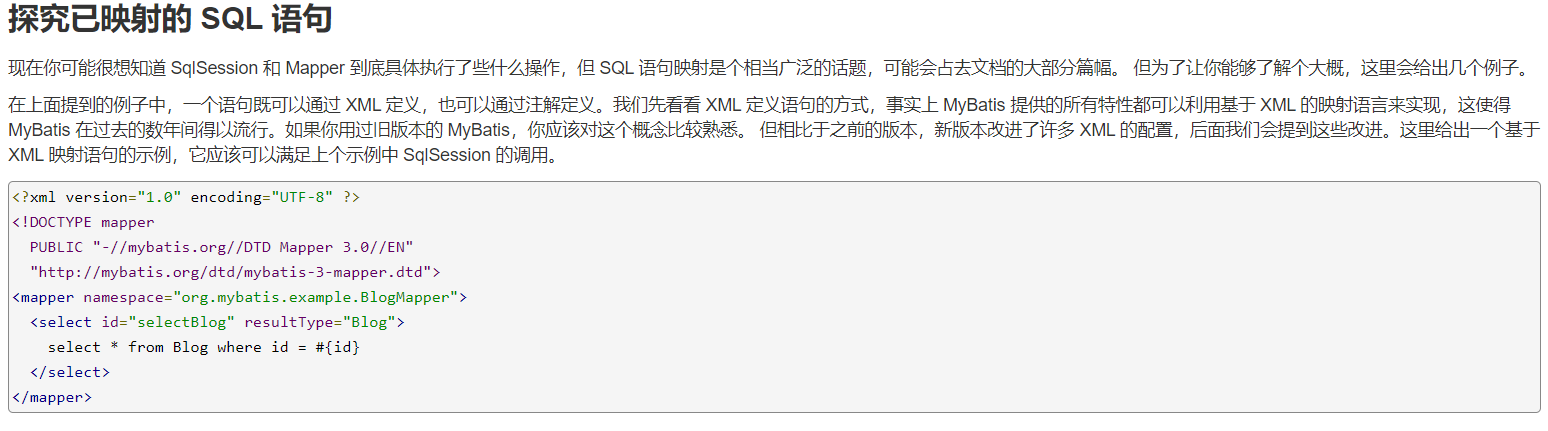 探究已映射的 SQL 语句
现在你可能很想知道 SqlSession 和 Mapper 到底具体执行了些什么操作，但 SQL 语句映射是个相当广泛的话题，可能会占去文档的大部分篇幅。 但为了让你能够了解个大概，这里会给出几个例子。
在上面提到的例子中，一个语句既可以通过 XML 定义，也可以通过注解定义。我们先看看 XML 定义语句的方式，事实上 MyBatis 提供的所有特性都可以利用基于 XML 的映射语言来实现，这使得
MyBatis 在过去的数年间得以流行。如果你用过旧版本的 MyBatis，你应该对这个概念比较熟悉。 但相比于之前的版本，新版本改进了许多 XML 的配置，后面我们会提到这些改进。这里给出一个基于
XML 映射语句的示例，它应该可以满足上个示例中 SqlSession 的调用。
<?xml version="1.0" encoding="UTF-8" ?>
<!DOCTYPE mapper
  PUBLIC "-//mybatis.org//DTD Mapper 3.0//EN"
  "http://mybatis.org/dtd/mybatis-3-mapper.dtd">
<mapper namespace="org.mybatis.example.BlogMapper">
  <select id="selectBlog" resultType="Blog">
    select * from Blog where id = #{id}
  </select>
</mapper>